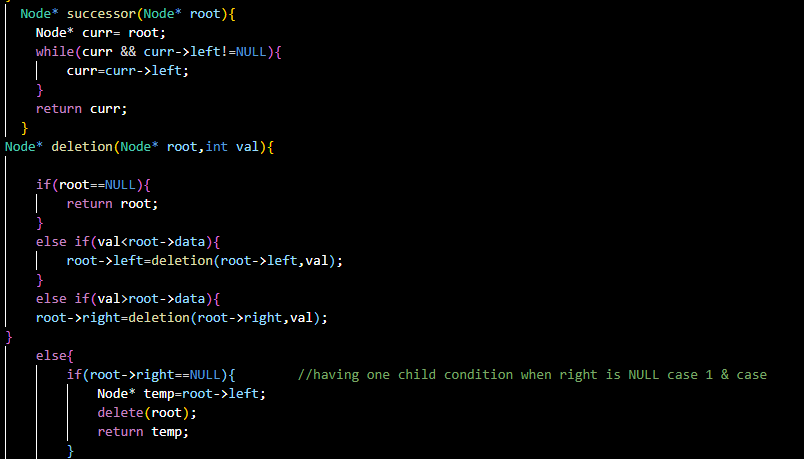 Node* successor(Node* root){
Node* curr= root;
while(curr && curr->left!=NULL){
curr=curr->left;
}
return curr;
}
Node* deletion(Node* root,int val){
if(root==NULL){
return root;
}
else if(val<root->data){
root->left=deletion(root->left,val);
}
else if(val>root->data){
root->right=deletion(root->right,val);
}
else{
if(root->right==NULL){ //having one child condition when right is NULL case 1 & case
Node* temp=root->left;
delete(root);
return temp;
}